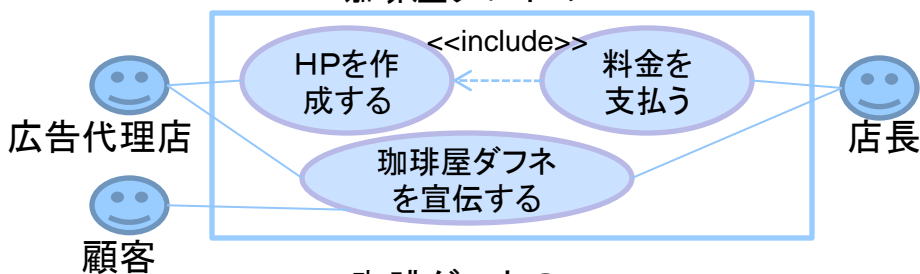 <<include>>
HPを作
成する
料金を
支払う
広告代理店
店長
珈琲屋ダフネ
を宣伝する
顧客